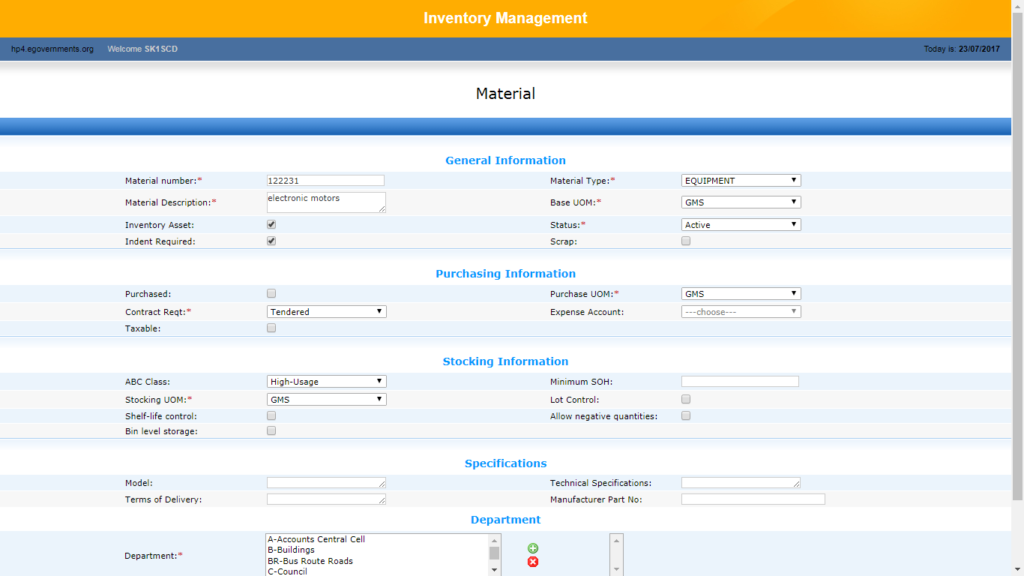 Inventory Management
hp4.egovernments.org Welcome SK1SCD Today is: 23/07/2017
Material
General Information
Material number:* 122231 Material Type:* EQUIPMENT
Material Description:* electronic motors Base UOM:* GMS
Inventory Asset: Status:* Active
Indent Required: Scrap:
Purchasing Information
Purchased: Purchase UOM:* GMS
Contract Reqt:* Tendered Expense Account: ---choose---
Taxable:
Stocking Information
ABC Class: High-Usage Minimum SOH:
Stocking UOM:* GMS Lot Control:
Shelf-life control: Allow negative quantities:
Bin level storage:
Specifications
Model: Technical Specifications:
Terms of Delivery: Manufacturer Part No:
Department
A-Accounts Central Cell
B-Buildings
Department:*
BR-Bus Route Roads
C-Council